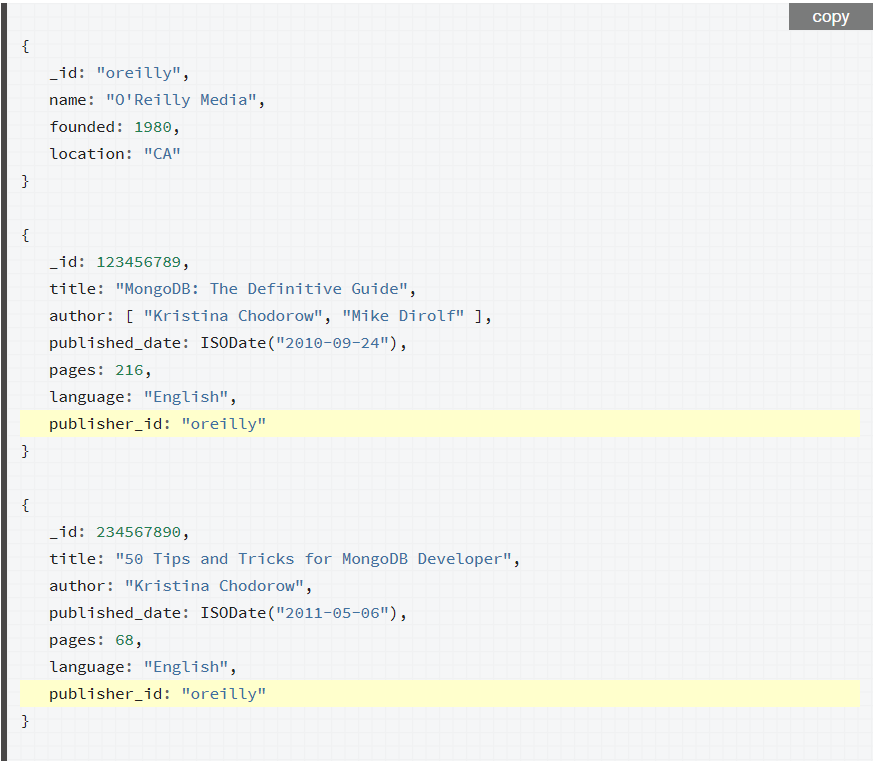 copy
{
   _id: "oreilly",
   name: "O'Reilly Media",
   founded: 1980,
   location: "CA"
}

{
   _id: 123456789,
   title: "MongoDB: The Definitive Guide",
   author: [ "Kristina Chodorow", "Mike Dirolf" ],
   published_date: ISODate("2010-09-24"),
   pages: 216,
   language: "English",
   publisher_id: "oreilly"
}

{
   _id: 234567890,
   title: "50 Tips and Tricks for MongoDB Developer",
   author: "Kristina Chodorow",
   published_date: ISODate("2011-05-06"),
   pages: 68,
   language: "English",
   publisher_id: "oreilly"
}